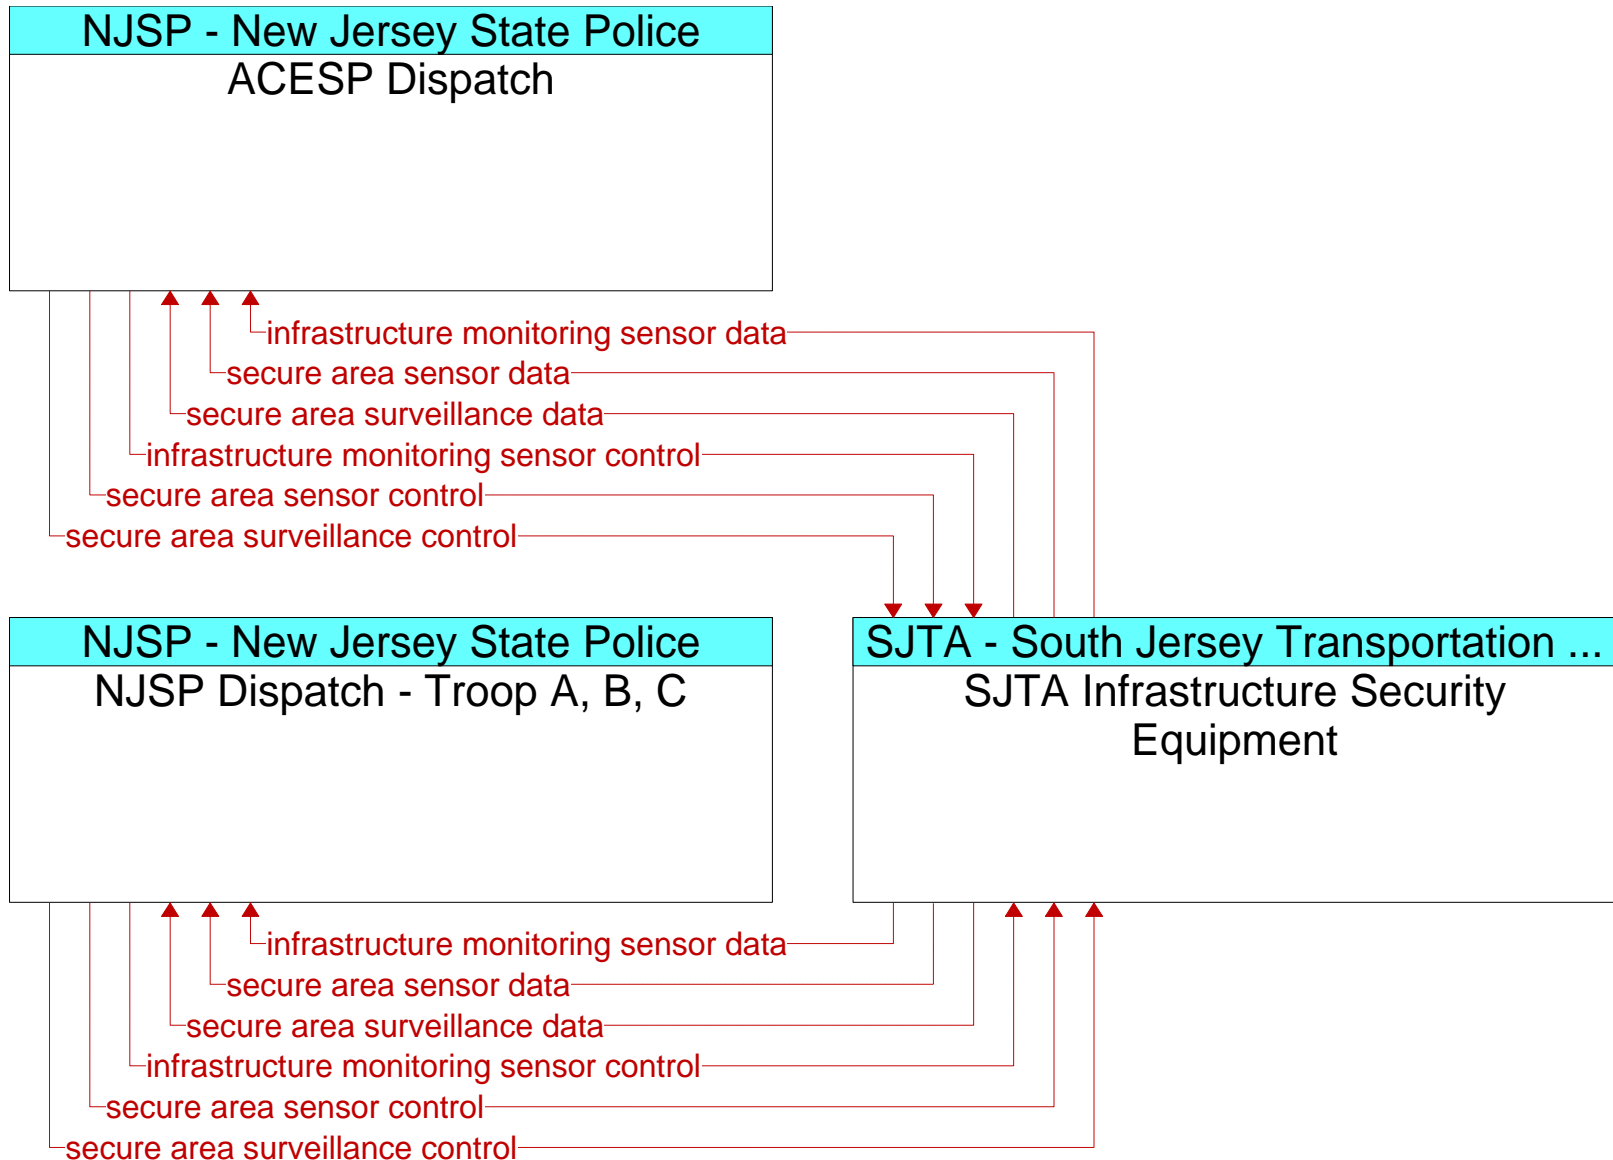 NJSP - New Jersey State Police
ACESP Dispatch
infrastructure monitoring sensor data
secure area sensor data
secure area surveillance data
infrastructure monitoring sensor control
secure area sensor control
secure area surveillance control
NJSP - New Jersey State Police
NJSP Dispatch - Troop A, B, C
SJTA - South Jersey Transportation ...
SJTA Infrastructure Security
Equipment
infrastructure monitoring sensor data
secure area sensor data
secure area surveillance data
infrastructure monitoring sensor control
secure area sensor control
secure area surveillance control